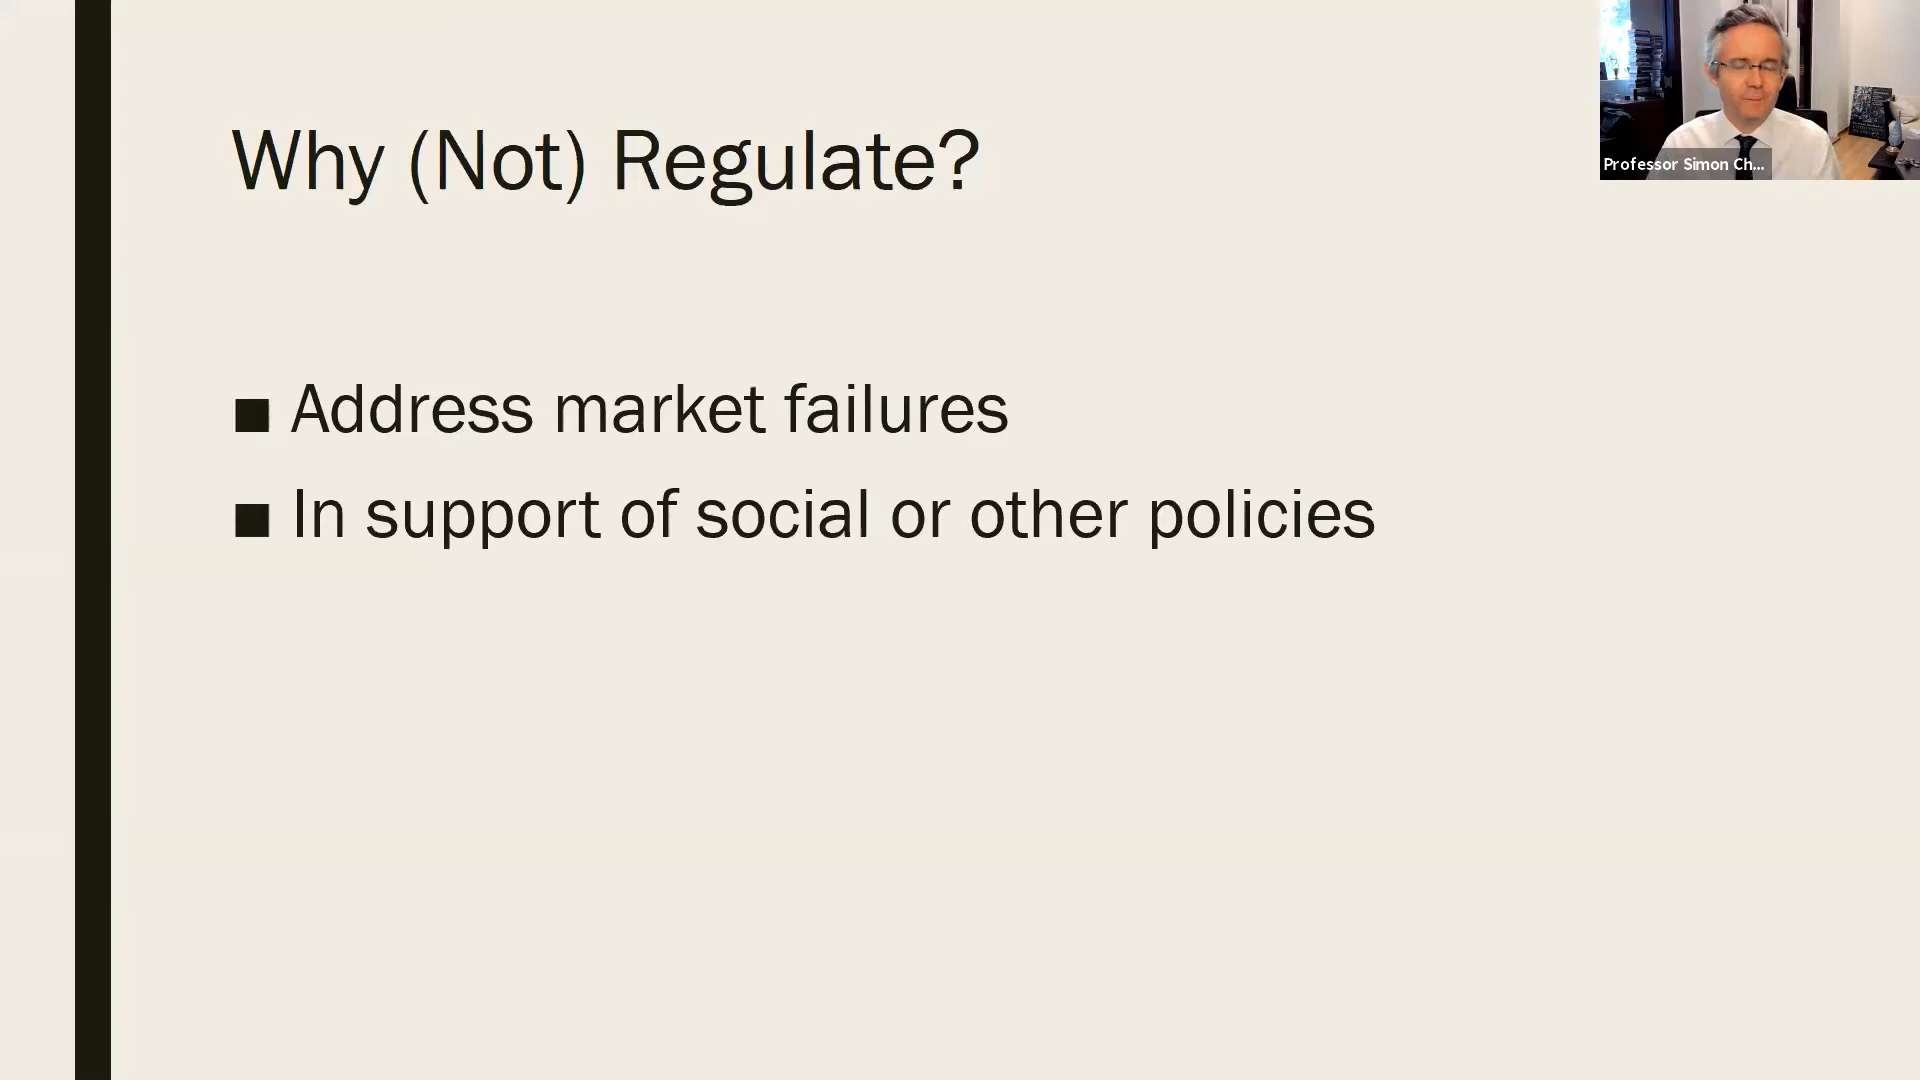 Why (Not) Regulate?
■ Address market failures
■ In support of social or other policies
Professor Simon Ch...